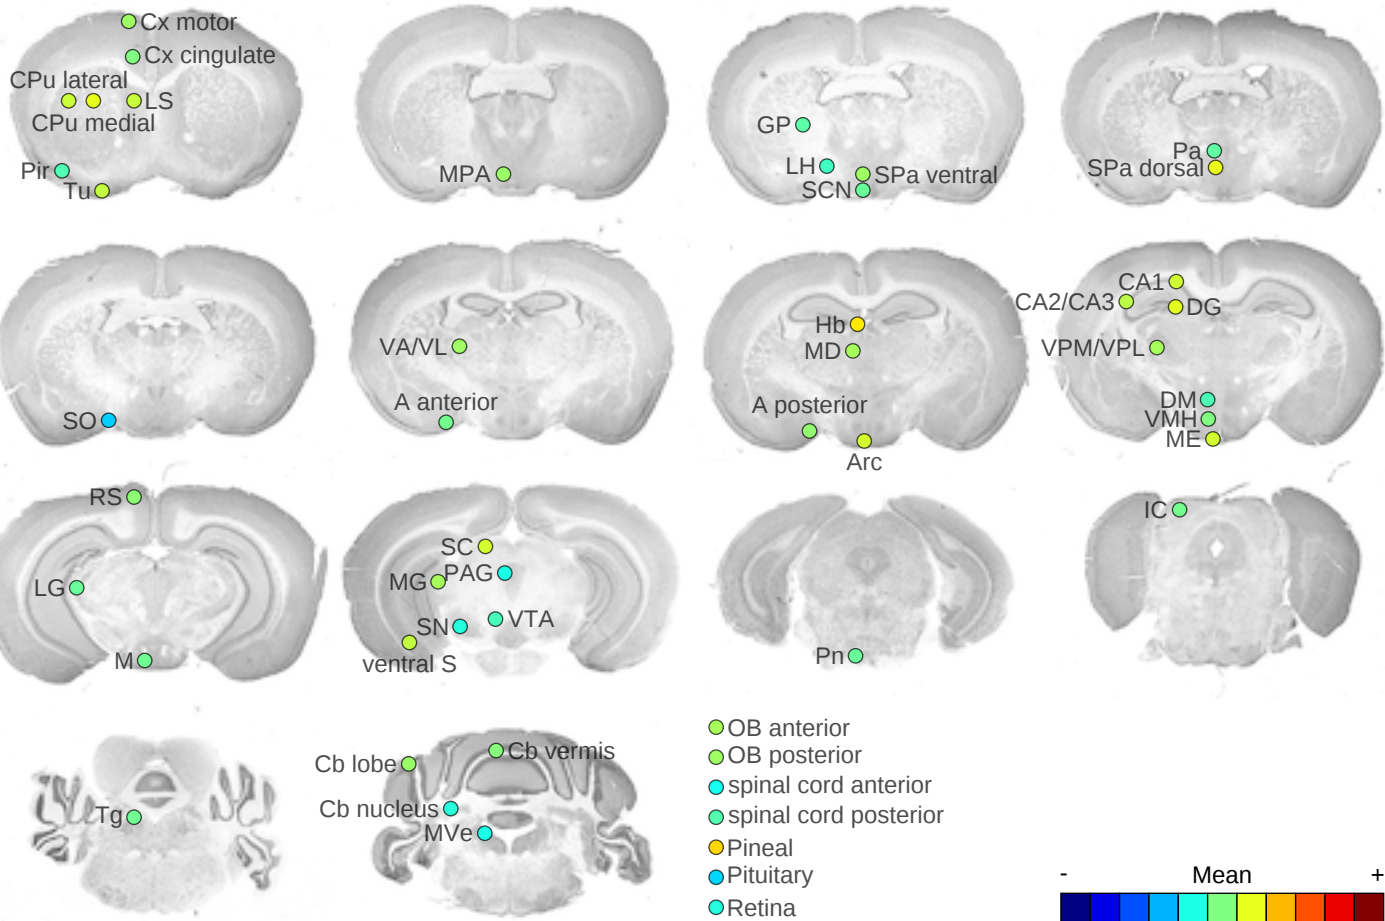 Cx motor
Cx cingulate
CPu lateral
LS
CPu medial
Pir
Tu
MPA
GP
LH
SPa ventral
SCN
Pa
SPa dorsal
SO
VA/VL
A anterior
Hb
MD
A posterior
Arc
CA1
CA2/CA3
DG
VPM/VPL
DM
VMH
ME
RS
LG
M
SC
PAG
MG
SN
VTA
ventral S
Pn
IC
Tg
Cb lobe
Cb vermis
Cb nucleus
MVe
OB anterior
OB posterior
spinal cord anterior
spinal cord posterior
Pineal
Pituitary
Retina
- Mean +